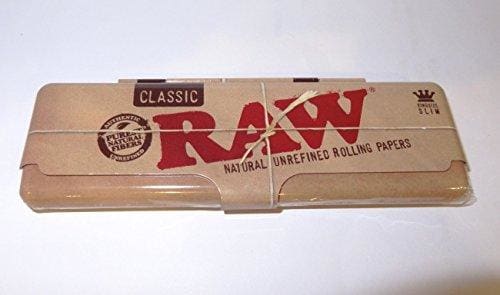 CLASSIC
RAW®
NATURAL UNREFINED ROLLING PAPERS
AUTHENTIC
PURE
NATURAL
FIBERS
UNREFINED
KINGSIZE
SLIM